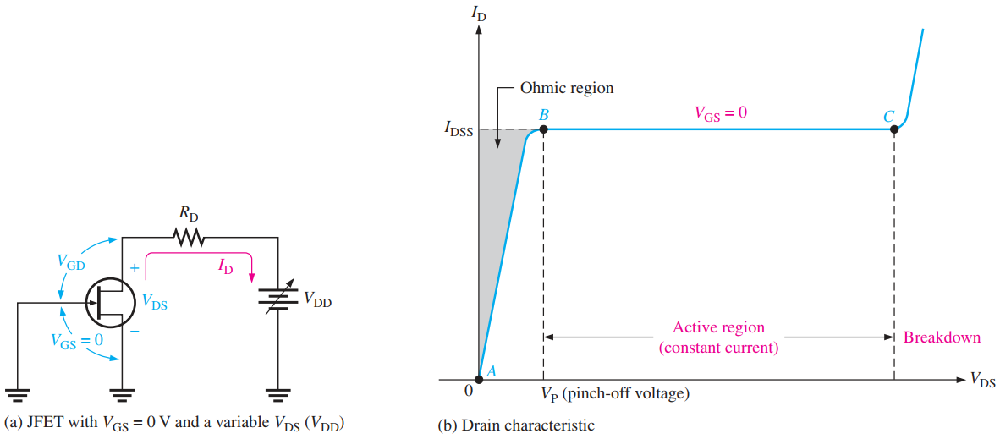 R_D
V_GD
+
I_D
V_DS
V_DD
–
V_GS = 0
(a) JFET with V_GS = 0 V and a variable V_DS (V_DD)
I_D
Ohmic region
B
V_GS = 0
C
I_DSS
Active region
(constant current)
Breakdown
A
0
V_P (pinch-off voltage)
V_DS
(b) Drain characteristic